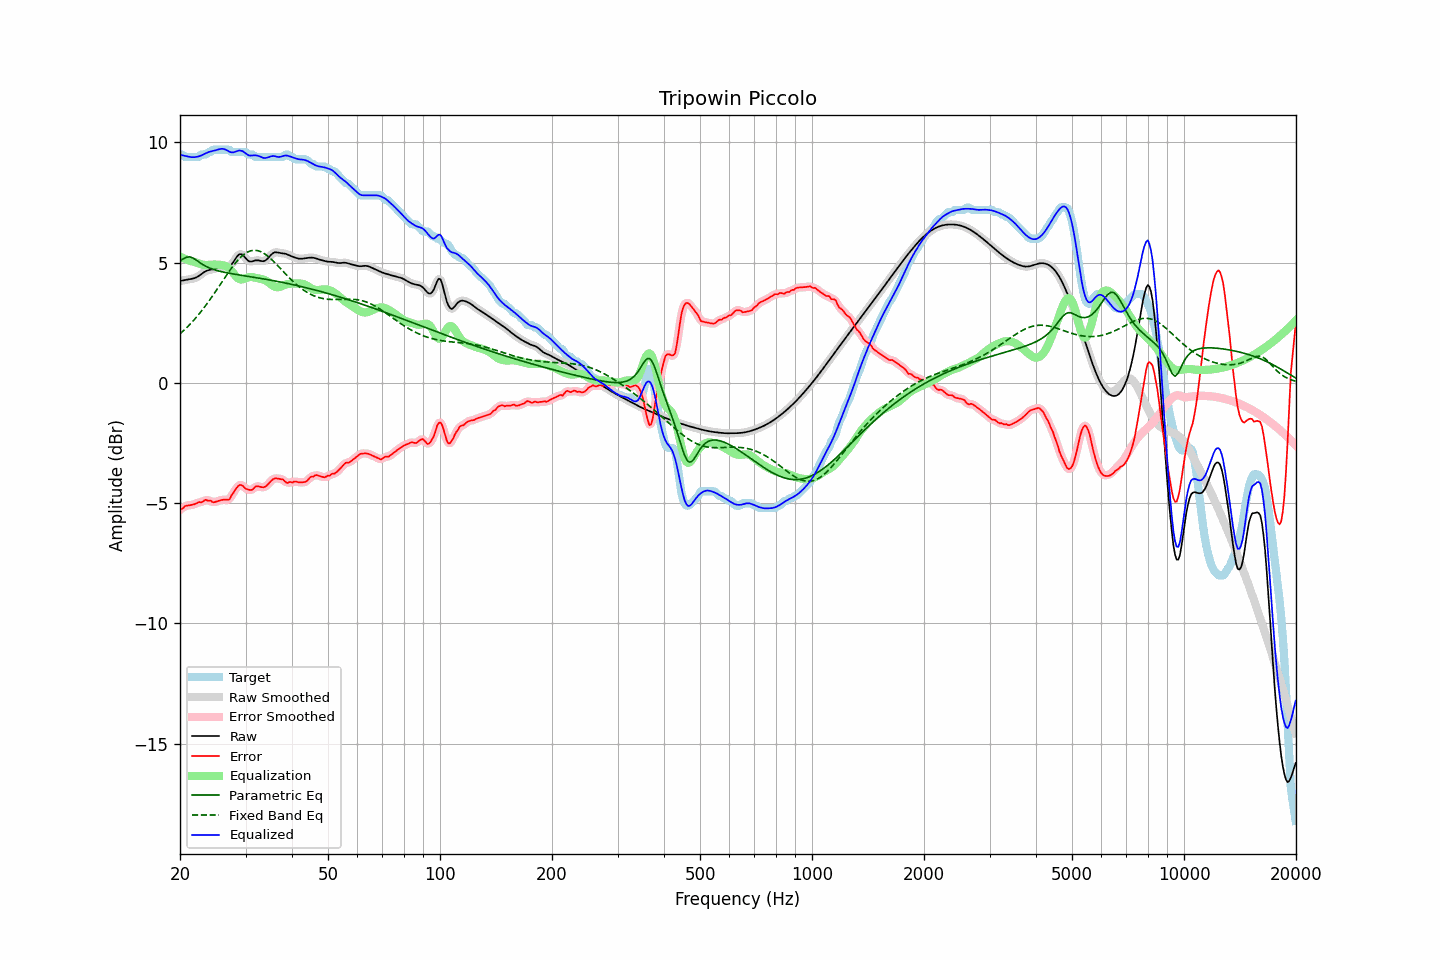 Tripowin Piccolo
Amplitude (dBr)
10
5
0
−5
−10
−15
Target
Raw Smoothed
Error Smoothed
Raw
Error
Equalization
Parametric Eq
Fixed Band Eq
Equalized
20 50 100 200 500 1000 2000 5000 10000 20000
Frequency (Hz)